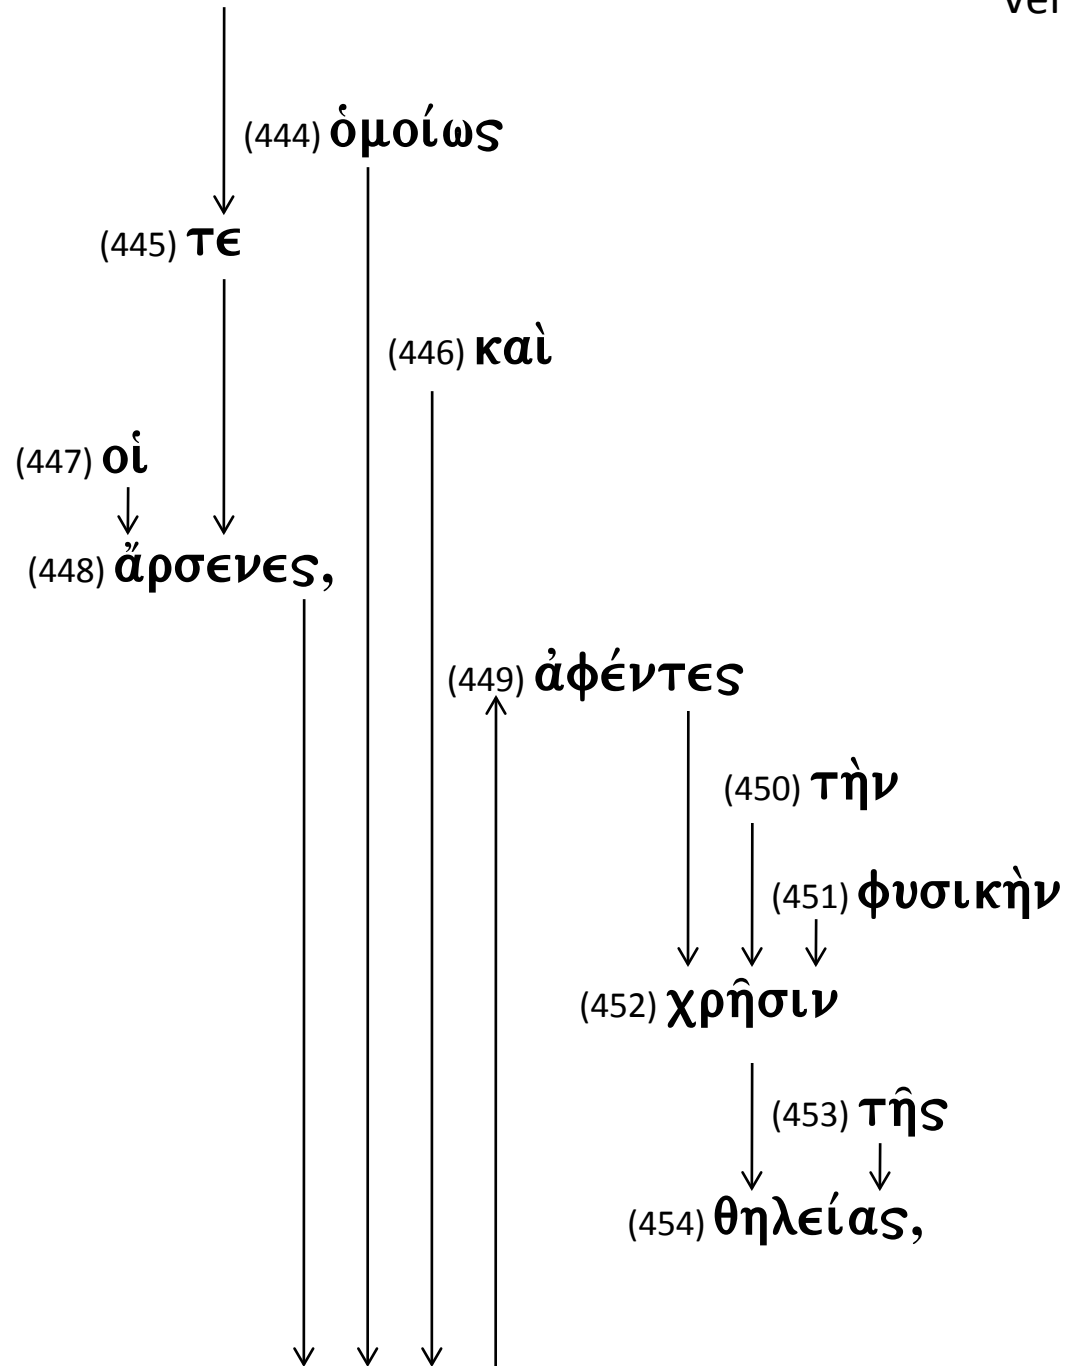 (444) ὁμοίως
(445) τε
(446) καὶ
(447) οἱ
(448) ἄρσενες,
(449) ἀφέντες
(450) τὴν
(451) φυσικὴν
(452) χρῆσιν
(453) τῆς
(454) θηλείας,